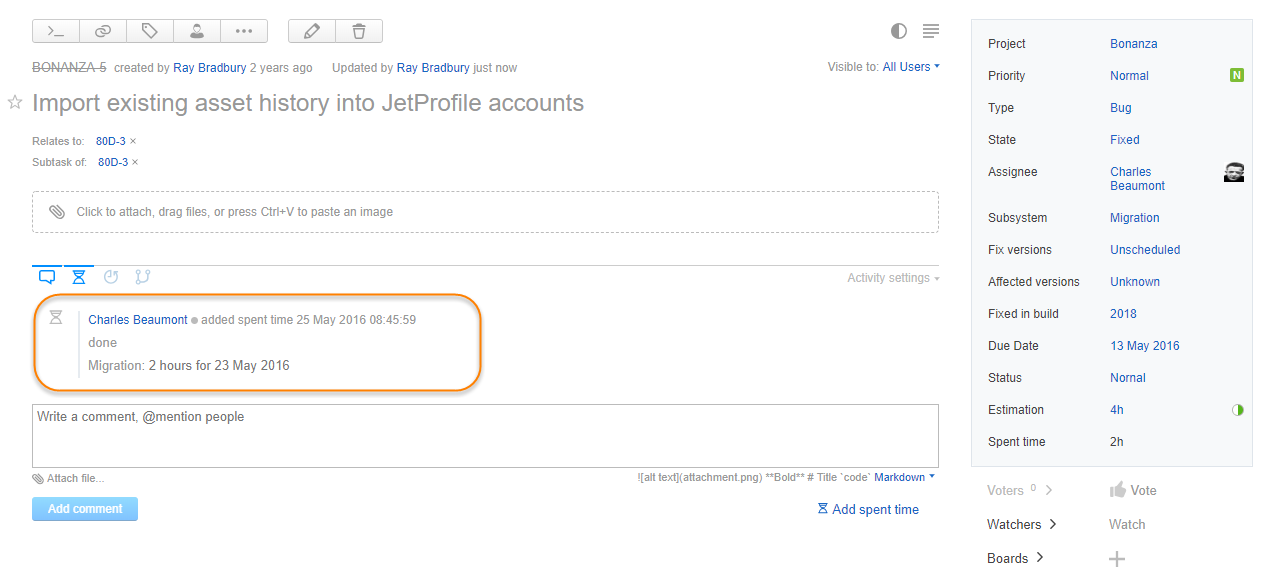 BONANZA-5 created by Ray Bradbury 2 years ago Updated by Ray Bradbury just now
Visible to: All Users
Import existing asset history into JetProfile accounts
Relates to: 80D-3 ×
Subtask of: 80D-3 ×
Click to attach, drag files, or press Ctrl+V to paste an image
Activity settings
Charles Beaumont ● added spent time 25 May 2016 08:45:59
done
Migration: 2 hours for 23 May 2016
Write a comment, @mention people
Attach file...
![alt text](attachment.png) **Bold** # Title `code` Markdown
Add comment
Add spent time
Project Bonanza
Priority Normal N
Type Bug
State Fixed
Assignee Charles
Beaumont
Subsystem Migration
Fix versions Unscheduled
Affected versions Unknown
Fixed in build 2018
Due Date 13 May 2016
Status Nornal
Estimation 4h
Spent time 2h
Voters 0 Vote
Watchers Watch
Boards